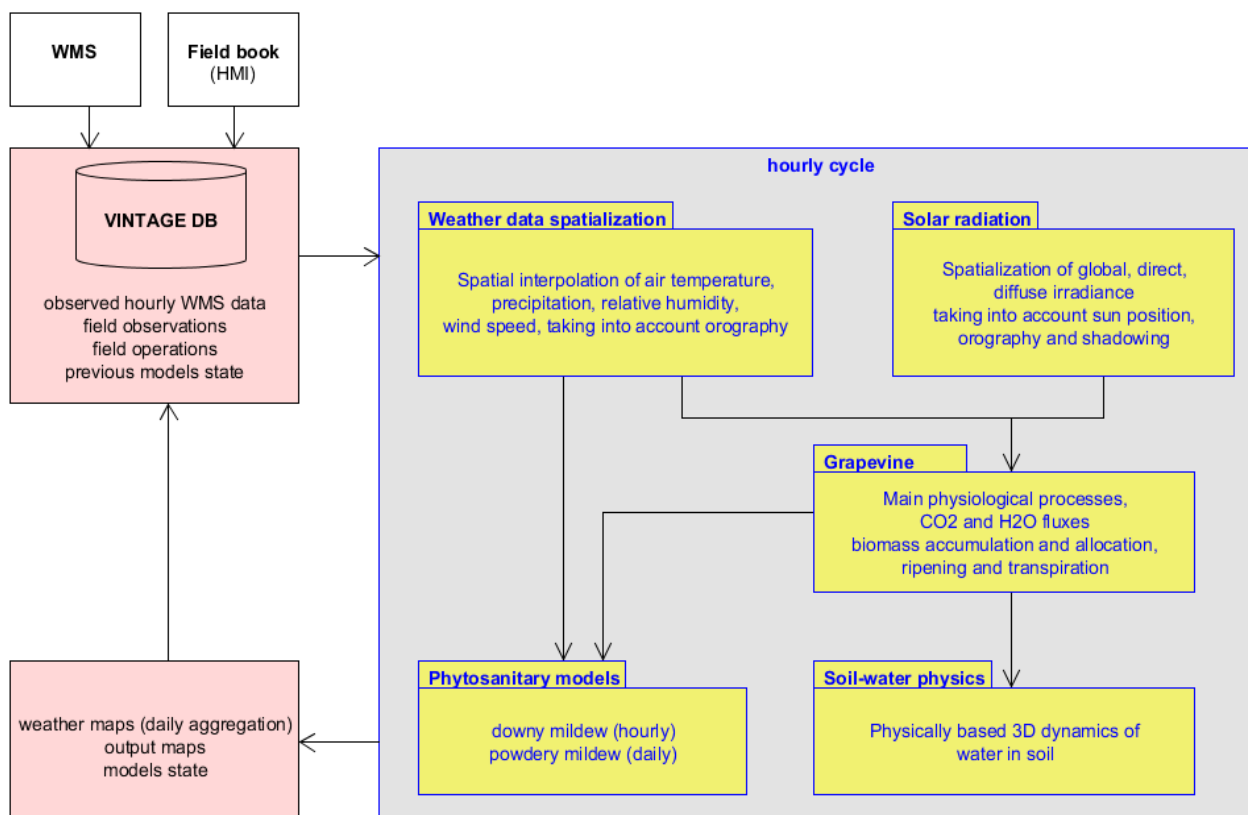 WMS
Field book
(HMI)
VINTAGE DB
observed hourly WMS data
field observations
field operations
previous models state
hourly cycle
Weather data spatialization
Spatial interpolation of air temperature,
precipitation, relative humidity,
wind speed, taking into account orography
Solar radiation
Spatialization of global, direct,
diffuse irradiance
taking into account sun position,
orography and shadowing
Grapevine
Main physiological processes,
CO2 and H2O fluxes
biomass accumulation and allocation,
ripening and transpiration
Phytosanitary models
downy mildew (hourly)
powdery mildew (daily)
Soil-water physics
Physically based 3D dynamics of
water in soil
weather maps (daily aggregation)
output maps
models state